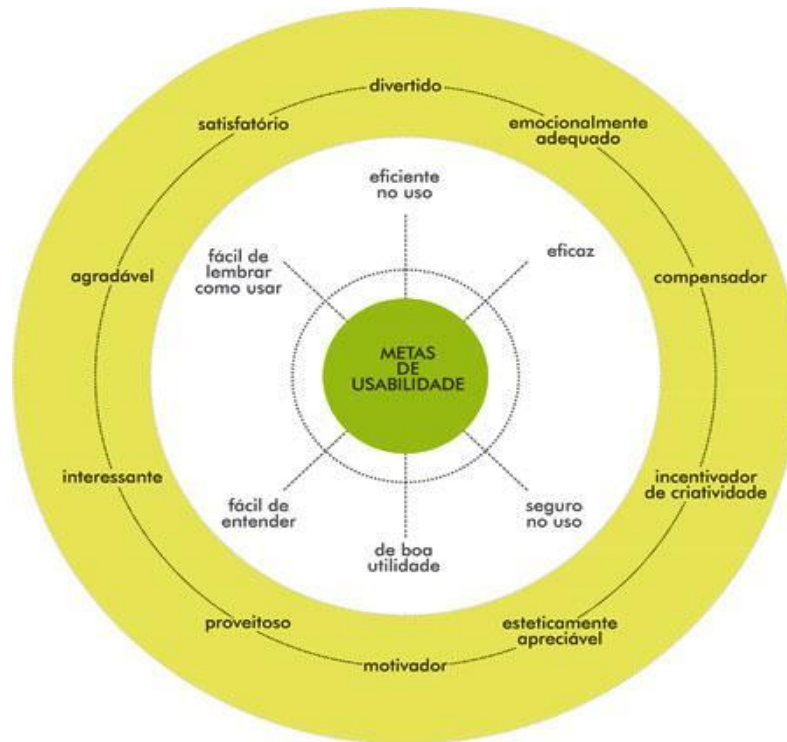 divertido
satisfatório
emocionalmente
adequado
eficiente
no uso
fácil de
lembrar
como usar
eficaz
agradável
compensador
METAS
DE
USABILIDADE
interessante
incentivador
de criatividade
fácil de
entender
seguro
no uso
de boa
utilidade
proveitoso
esteticamente
apreciável
motivador